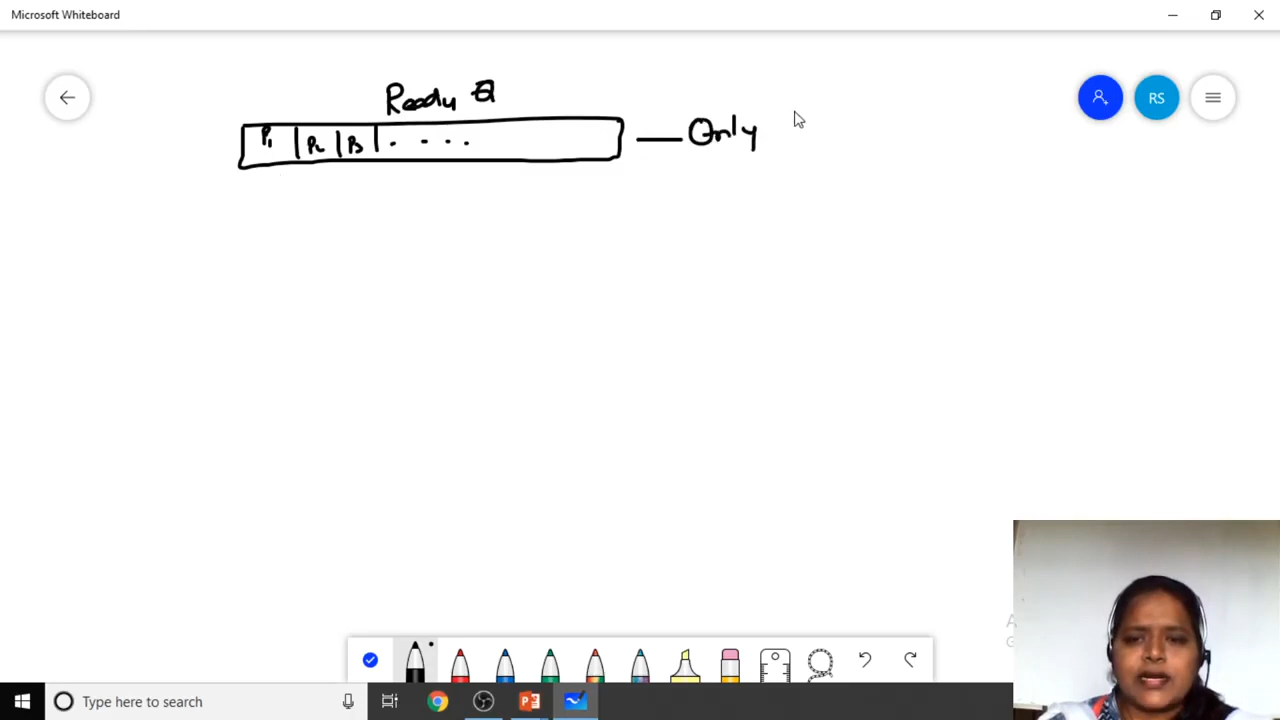 Microsoft Whiteboard
Ready Q
RS
P1 P2 P3 . . . .
— Only
Type here to search